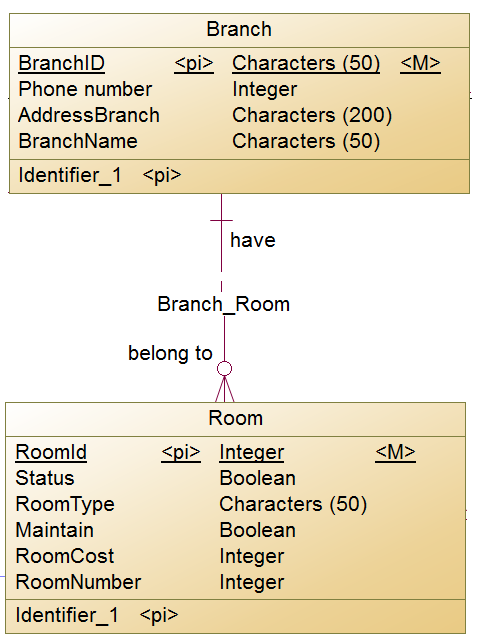 Branch
BranchID <pi> Characters (50) <M>
Phone number Integer
AddressBranch Characters (200)
BranchName Characters (50)
Identifier_1 <pi>
have
Branch_Room
belong to
Room
RoomId <pi> Integer <M>
Status Boolean
RoomType Characters (50)
Maintain Boolean
RoomCost Integer
RoomNumber Integer
Identifier_1 <pi>